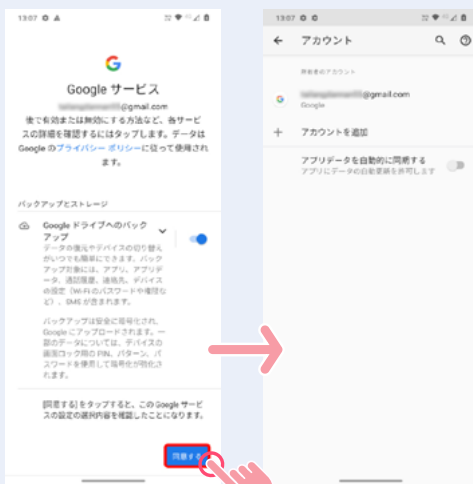 13:07
Google サービス
@gmail.com
後で有効または無効にする方法など、各サービ
スの詳細を確認するにはタップします。データは
Google のプライバシー ポリシーに従って使用され
ます。
バックアップとストレージ
Google ドライブへのバック
アップ
データの復元やデバイスの切り替え
がいつでも簡単にできます。バック
アップ対象には、アプリ、アプリデ
ータ、通話履歴、連絡先、デバイス
の設定（Wi-Fi のパスワードや権限な
ど）、SMS が含まれます。
バックアップは安全に暗号化され、
Google にアップロードされます。一
部のデータについては、デバイスの
画面ロック用の PIN、パターン、パ
スワードを使用して暗号化が強化さ
れます。
[同意する] をタップすると、この Google サービ
スの設定の選択内容を確認したことになります。
同意する
13:07
アカウント
所有者のアカウント
@gmail.com
Google
アカウントを追加
アプリデータを自動的に同期する
アプリにデータの自動更新を許可します